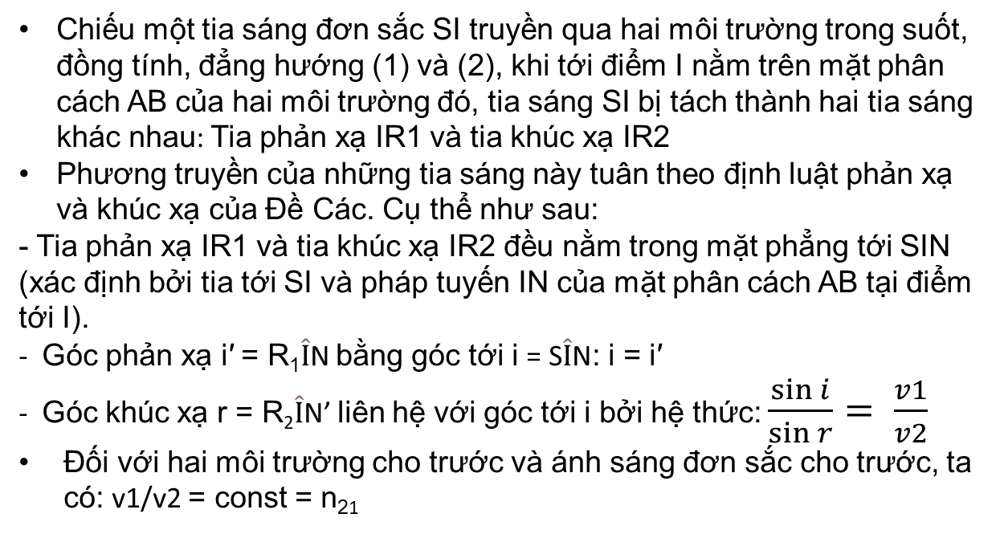 • Chiếu một tia sáng đơn sắc SI truyền qua hai môi trường trong suốt,
đồng tính, đẳng hướng (1) và (2), khi tới điểm I nằm trên mặt phân
cách AB của hai môi trường đó, tia sáng SI bị tách thành hai tia sáng
khác nhau: Tia phản xạ IR1 và tia khúc xạ IR2
• Phương truyền của những tia sáng này tuân theo định luật phản xạ
và khúc xạ của Đề Các. Cụ thể như sau:
- Tia phản xạ IR1 và tia khúc xạ IR2 đều nằm trong mặt phẳng tới SIN
(xác định bởi tia tới SI và pháp tuyến IN của mặt phân cách AB tại điểm
tới I).
- Góc phản xạ i′ = R₁ÎN bằng góc tới i = SÎN: i = i′
- Góc khúc xạ r = R₂ÎN’ liên hệ với góc tới i bởi hệ thức: sin i / sin r = v1 / v2
• Đối với hai môi trường cho trước và ánh sáng đơn sắc cho trước, ta
có: v1/v2 = const = n₂₁